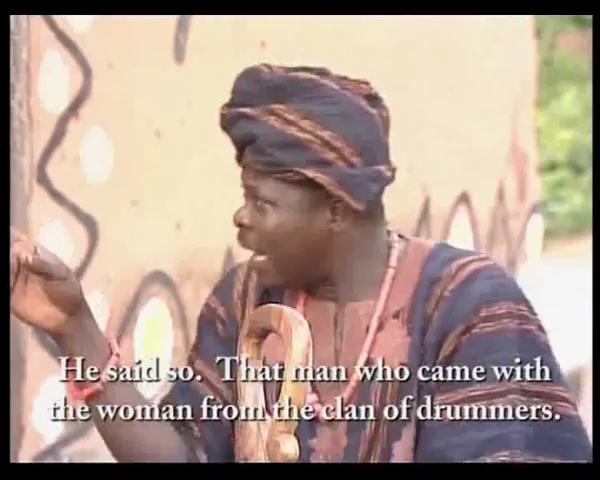 He said so.  That man who came with
the woman from the clan of drummers.